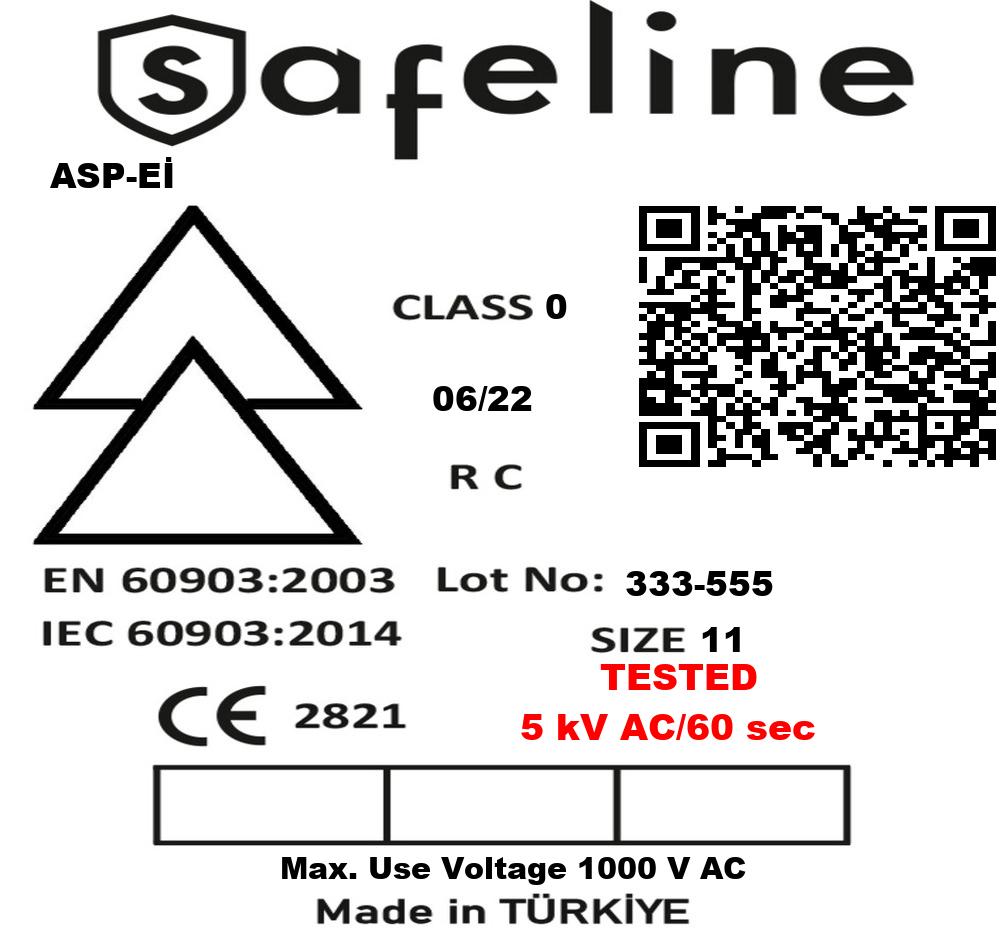 Safeline
ASP-Eİ
CLASS 0
06/22
R C
EN 60903:2003 Lot No: 333-555
IEC 60903:2014
SIZE 11
TESTED
CE 2821
5 kV AC/60 sec
Max. Use Voltage 1000 V AC
Made in TÜRKİYE